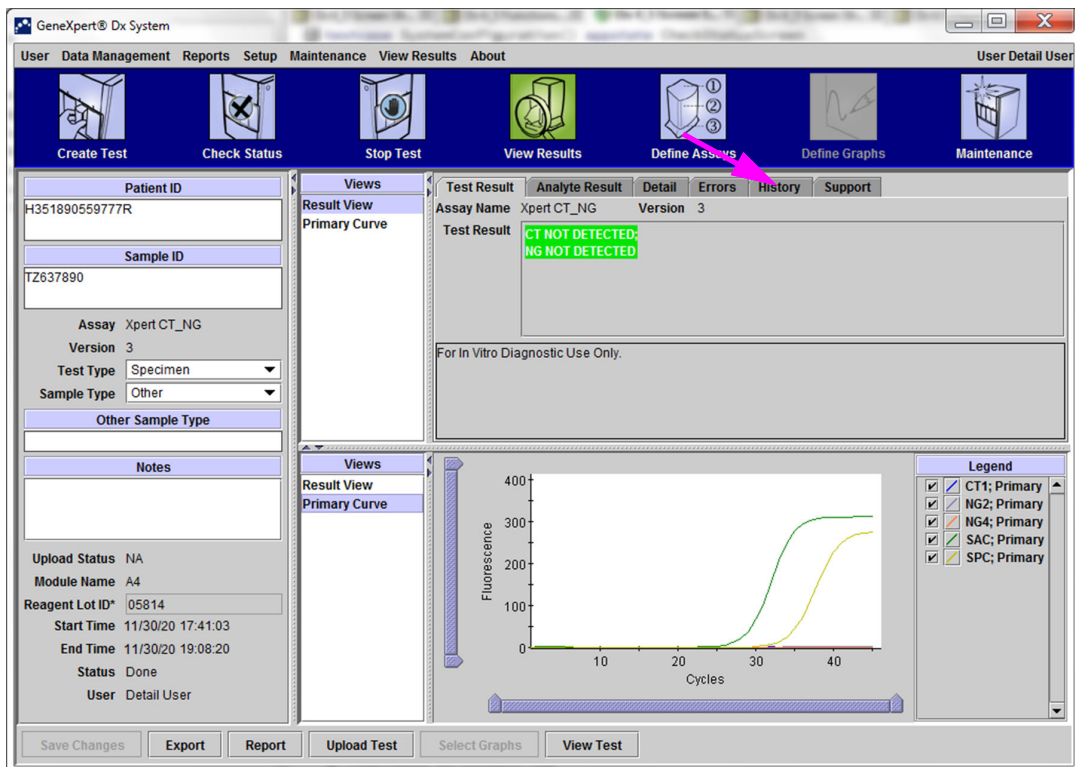 GeneXpert® Dx System
User Data Management Reports Setup Maintenance View Results About User Detail User
Create Test Check Status Stop Test View Results Define Assays Define Graphs Maintenance
Patient ID
H351890559777R
Sample ID
TZ637890
Assay Xpert CT_NG
Version 3
Test Type Specimen
Sample Type Other
Other Sample Type
Notes
Upload Status NA
Module Name A4
Reagent Lot ID* 05814
Start Time 11/30/20 17:41:03
End Time 11/30/20 19:08:20
Status Done
User Detail User
Views
Result View
Primary Curve
Test Result Analyte Result Detail Errors History Support
Assay Name Xpert CT_NG Version 3
Test Result CT NOT DETECTED;
NG NOT DETECTED
For In Vitro Diagnostic Use Only.
Views
Result View
Primary Curve
400
300
200
100
0
Fluorescence
10 20 30 40
Cycles
Legend
CT1; Primary
NG2; Primary
NG4; Primary
SAC; Primary
SPC; Primary
Save Changes Export Report Upload Test Select Graphs View Test